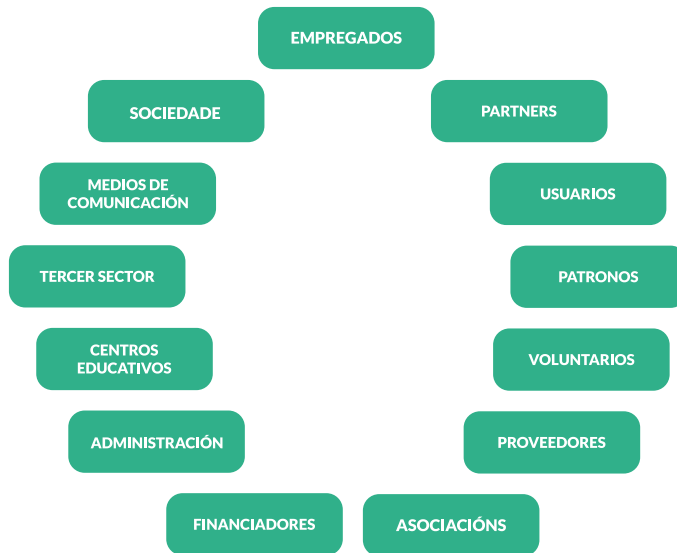 EMPREGADOS
SOCIEDADE
PARTNERS
MEDIOS DE
COMUNICACIÓN
USUARIOS
TERCER SECTOR
PATRONOS
CENTROS
EDUCATIVOS
VOLUNTARIOS
ADMINISTRACIÓN
PROVEEDORES
FINANCIADORES
ASOCIACIÓNS